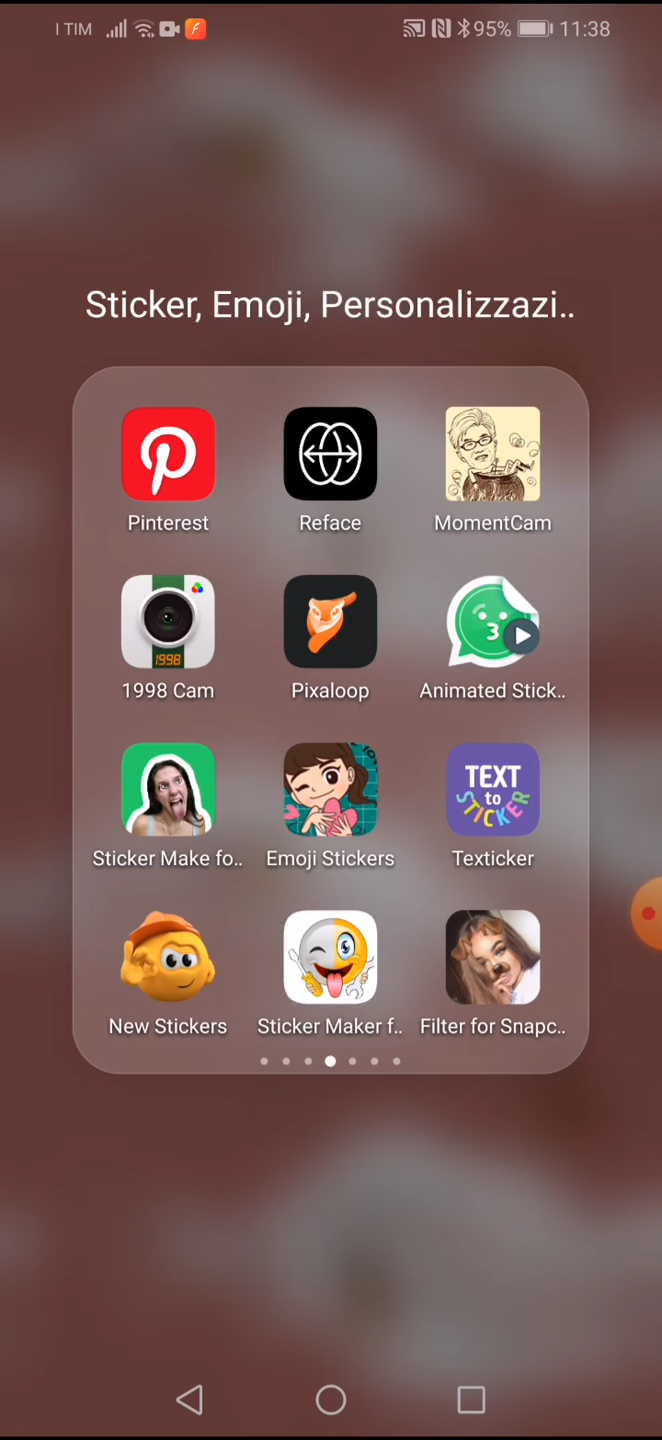 I TIM 95% 11:38
Sticker, Emoji, Personalizzazi..
Pinterest Reface MomentCam
1998
1998 Cam Pixaloop Animated Stick..
TEXT
to
STICKER
Sticker Make fo.. Emoji Stickers Texticker
New Stickers Sticker Maker f.. Filter for Snapc..